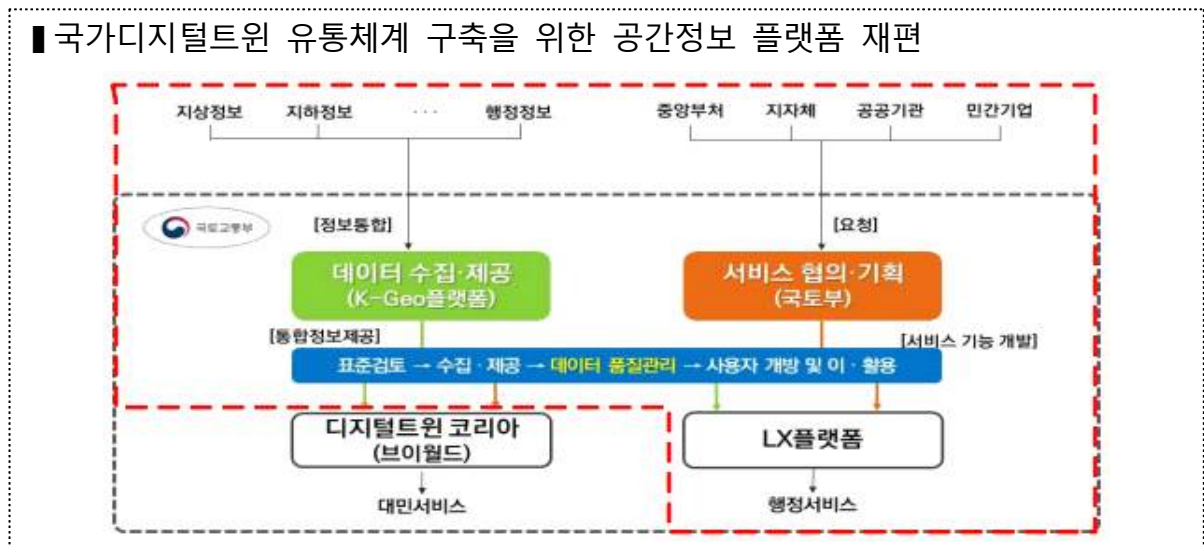 ▮국가디지털트윈 유통체계 구축을 위한 공간정보 플랫폼 재편
지상정보 지하정보 ··· 행정정보 중앙부처 지자체 공공기관 민간기업
국토교통부
[정보통합] [요청]
데이터 수집·제공 서비스 협의·기획
(K-Geo플랫폼) (국토부)
[통합정보제공] [서비스 기능 개발]
표준검토 → 수집·제공 → 데이터 품질관리 → 사용자 개방 및 이·활용
디지털트윈 코리아 LX플랫폼
(브이월드)
대민서비스 행정서비스